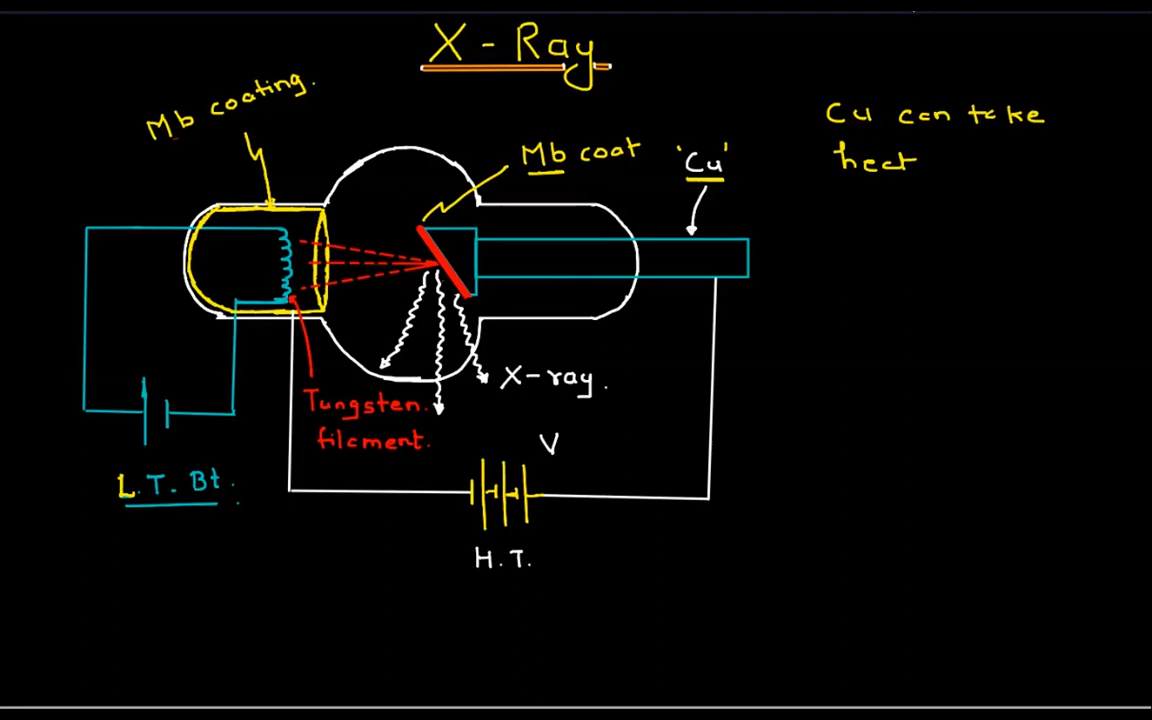 X - Ray
Mb coating.
Mb coat
'Cu'
Cu can take
heat
X-ray.
Tungsten.
filament.
V
L.T. Bt.
H.T.